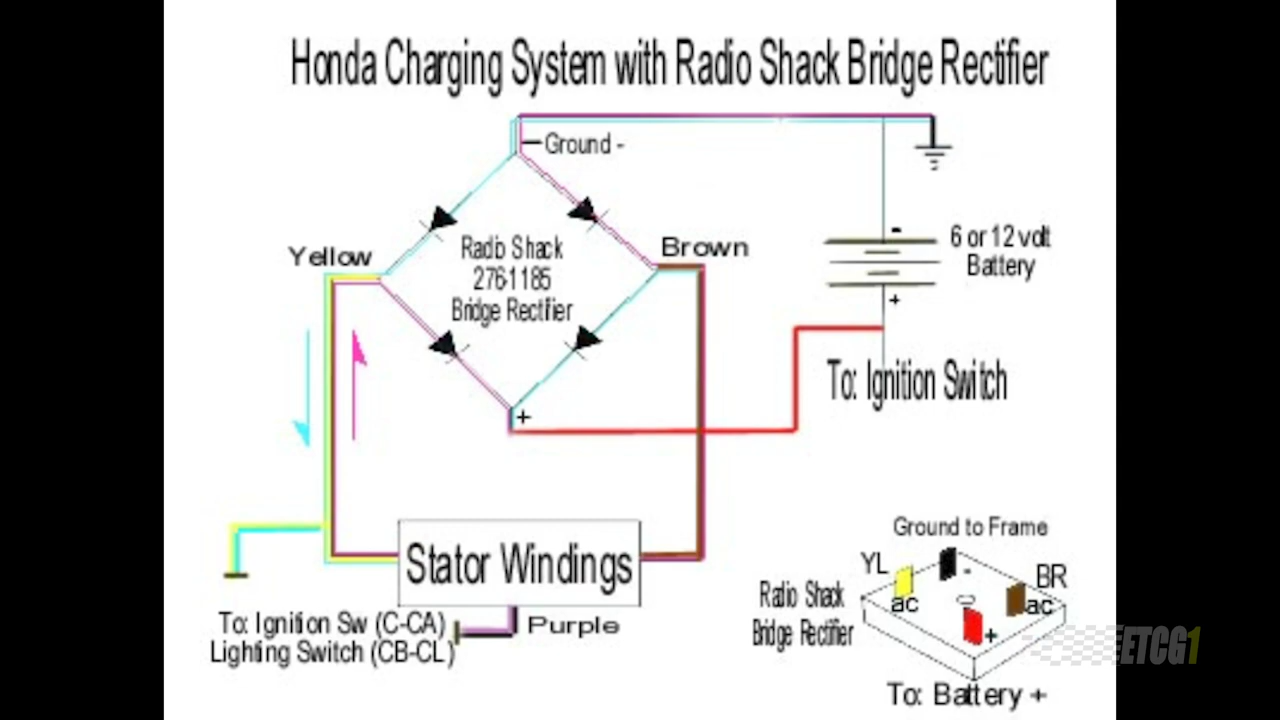 Honda Charging System with Radio Shack Bridge Rectifier
Ground -
Yellow
Radio Shack
276-1185
Bridge Rectifier
Brown
-
6 or 12 volt
Battery
+
To: Ignition Switch
+
Stator Windings
To: Ignition Sw (C-CA)
Lighting Switch (CB-CL)
Purple
Ground to Frame
YL
-
BR
ac
ac
Radio Shack
Bridge Rectifier
+
To: Battery +
ETCG1